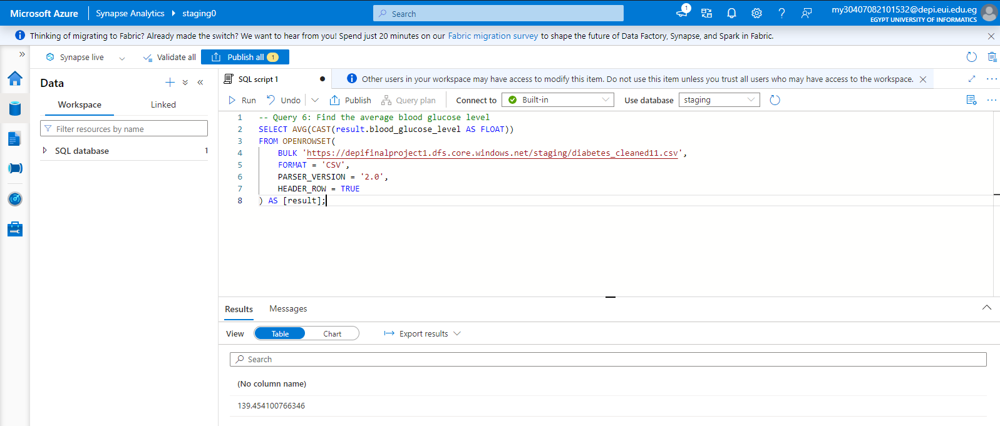 Microsoft Azure
Synapse Analytics
staging0
Search
1
my30407082101532@depi.eui.edu.eg
EGYPT UNIVERSITY OF INFORMATICS
Thinking of migrating to Fabric? Already made the switch? We want to hear from you! Spend just 20 minutes on our Fabric migration survey to shape the future of Data Factory, Synapse, and Spark in Fabric.
Synapse live
Validate all
Publish all 1
Data
Workspace
Linked
Filter resources by name
SQL database 1
SQL script 1
Other users in your workspace may have access to modify this item. Do not use this item unless you trust all users who may have access to the workspace.
Run
Undo
Publish
Query plan
Connect to
Built-in
Use database
staging
1 -- Query 6: Find the average blood glucose level
2 SELECT AVG(CAST(result.blood_glucose_level AS FLOAT))
3 FROM OPENROWSET(
4 BULK 'https://depifinalproject1.dfs.core.windows.net/staging/diabetes_cleaned11.csv',
5 FORMAT = 'CSV',
6 PARSER_VERSION = '2.0',
7 HEADER_ROW = TRUE
8 ) AS [result];
Results
Messages
View
Table
Chart
Export results
Search
(No column name)
139.454100766346